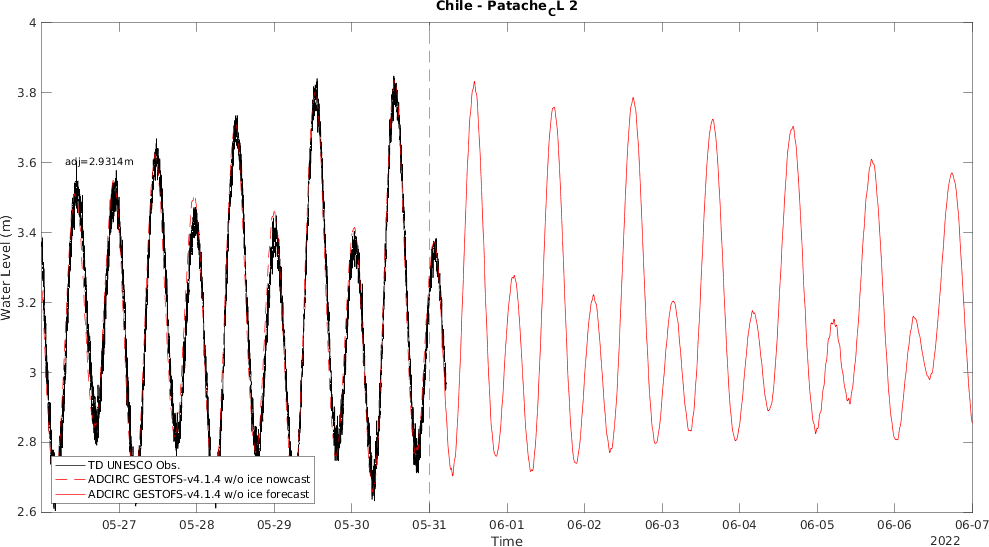 Chile - Patache_CL 2
4
3.8
3.6
3.4
3.2
3
2.8
2.6
Water Level (m)
adj=2.9314m
TD UNESCO Obs.
ADCIRC GESTOFS-v4.1.4 w/o ice nowcast
ADCIRC GESTOFS-v4.1.4 w/o ice forecast
05-27 05-28 05-29 05-30 05-31 06-01 06-02 06-03 06-04 06-05 06-06 06-07
Time
2022